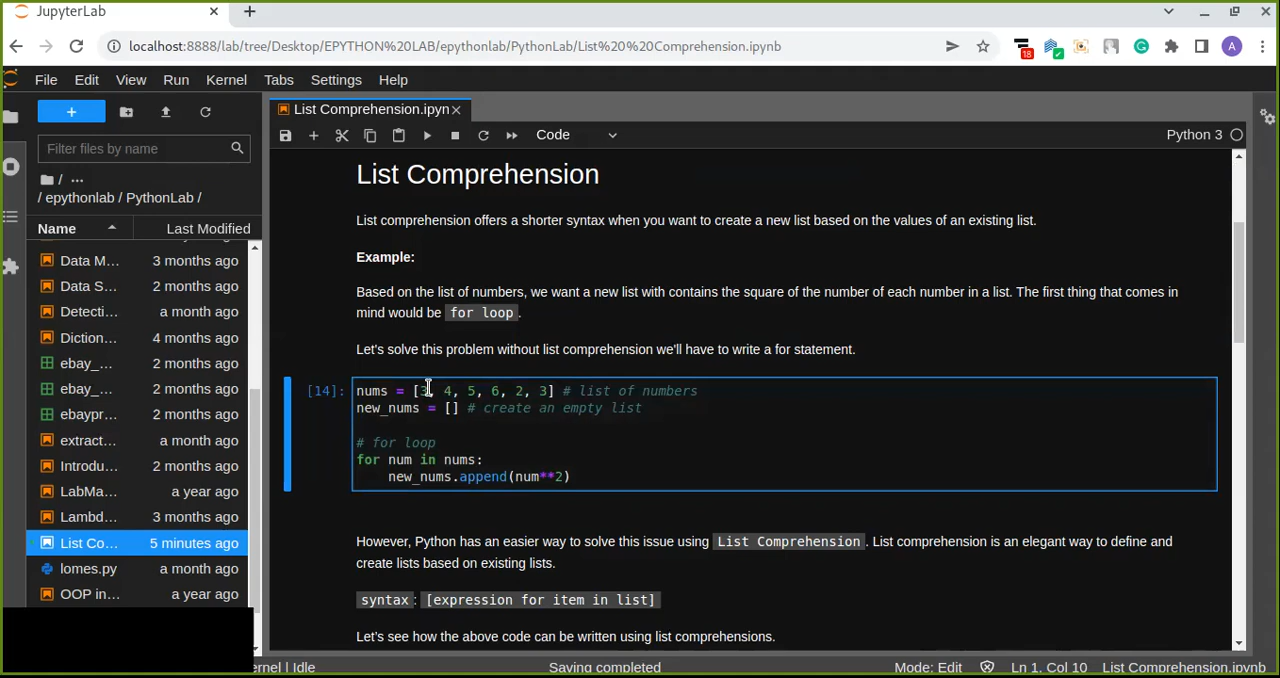 JupyterLab
localhost:8888/lab/tree/Desktop/EPYTHON%20LAB/epythonlab/PythonLab/List%20%20Comprehension.ipynb
18
A
File Edit View Run Kernel Tabs Settings Help
List Comprehension.ipyn
Code
Python 3
Filter files by name
/ ...
/ epythonlab / PythonLab /
Name Last Modified
Data M... 3 months ago
Data S... 2 months ago
Detecti... a month ago
Diction... 4 months ago
ebay_... 2 months ago
ebay_... 2 months ago
ebaypr... 2 months ago
extract... a month ago
Introdu... 2 months ago
LabMa... a year ago
Lambd... 3 months ago
List Co... 5 minutes ago
lomes.py a month ago
OOP in... a year ago
List Comprehension
List comprehension offers a shorter syntax when you want to create a new list based on the values of an existing list.
Example:
Based on the list of numbers, we want a new list with contains the square of the number of each number in a list. The first thing that comes in
mind would be for loop.
Let's solve this problem without list comprehension we'll have to write a for statement.
[14]:
nums = [3, 4, 5, 6, 2, 3] # list of numbers
new_nums = [] # create an empty list
# for loop
for num in nums:
new_nums.append(num**2)
However, Python has an easier way to solve this issue using List Comprehension. List comprehension is an elegant way to define and
create lists based on existing lists.
syntax: [expression for item in list]
Let's see how the above code can be written using list comprehensions.
ernel | Idle Saving completed Mode: Edit Ln 1, Col 10 List Comprehension.ipynb